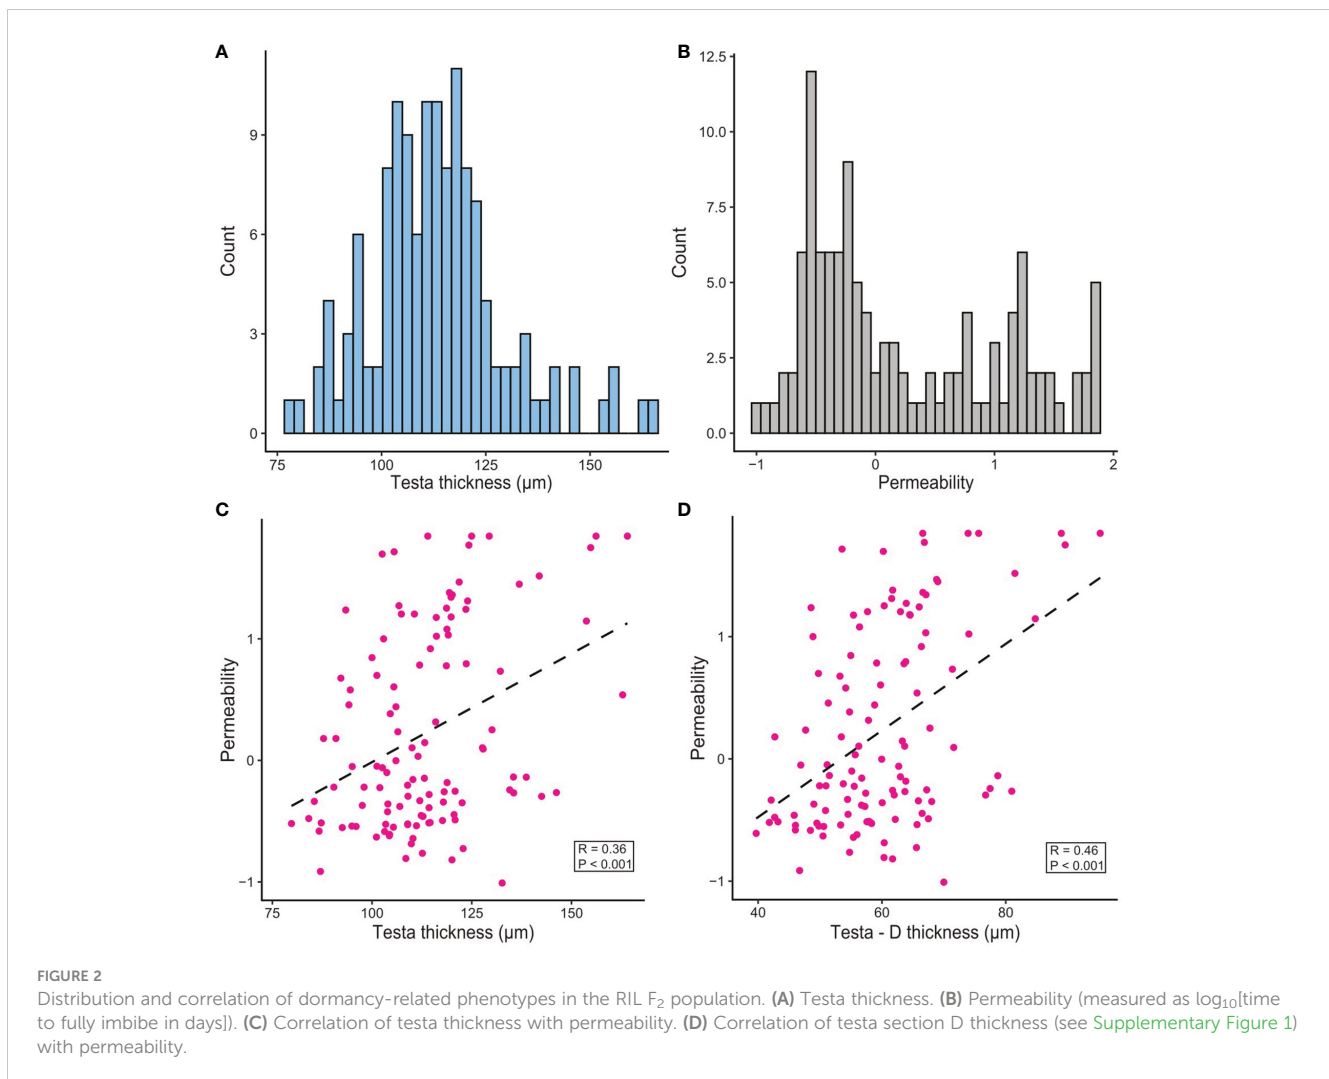 A
9
6
3
0
Count
75
100
125
150
Testa thickness (μm)
B
12.5
10.0
7.5
5.0
2.5
0.0
Count
−1
0
1
2
Permeability
C
1
0
−1
Permeability
R = 0.36
P < 0.001
75
100
125
150
Testa thickness (μm)
D
1
0
−1
Permeability
R = 0.46
P < 0.001
40
60
80
Testa - D thickness (μm)
FIGURE 2
Distribution and correlation of dormancy-related phenotypes in the RIL F₂ population. (A) Testa thickness. (B) Permeability (measured as log₁₀[time
to fully imbibe in days]). (C) Correlation of testa thickness with permeability. (D) Correlation of testa section D thickness (see Supplementary Figure 1)
with permeability.